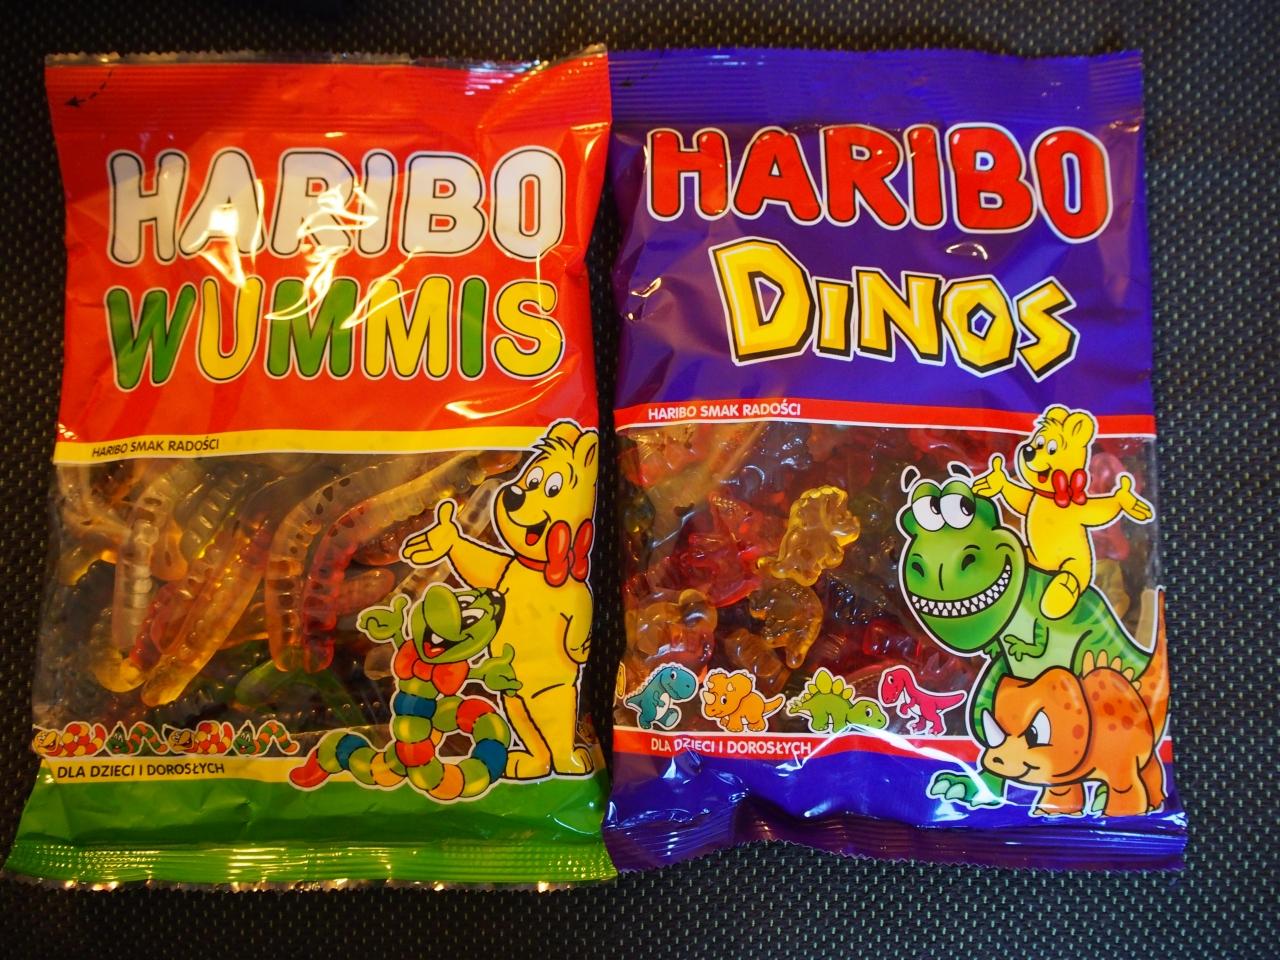 HARIBO
WUMMIS
HARIBO SMAK RADOŚCI
DLA DZIECI I DOROSŁYCH
HARIBO
DINOS
HARIBO SMAK RADOŚCI
DLA DZIECI I DOROSŁYCH